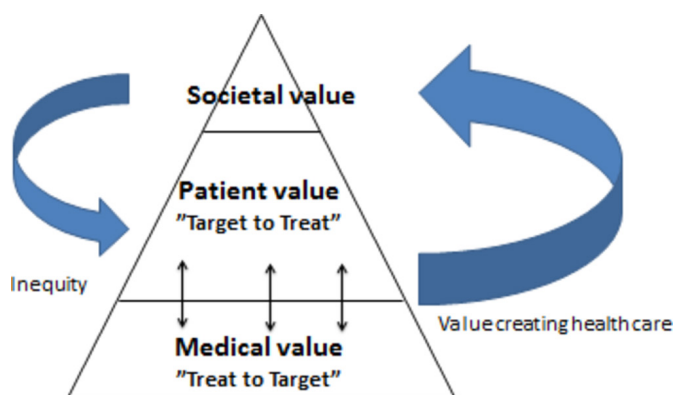 Societal value
Patient value
”Target to Treat”
Inequity
Value creating health care
Medical value
”Treat to Target”